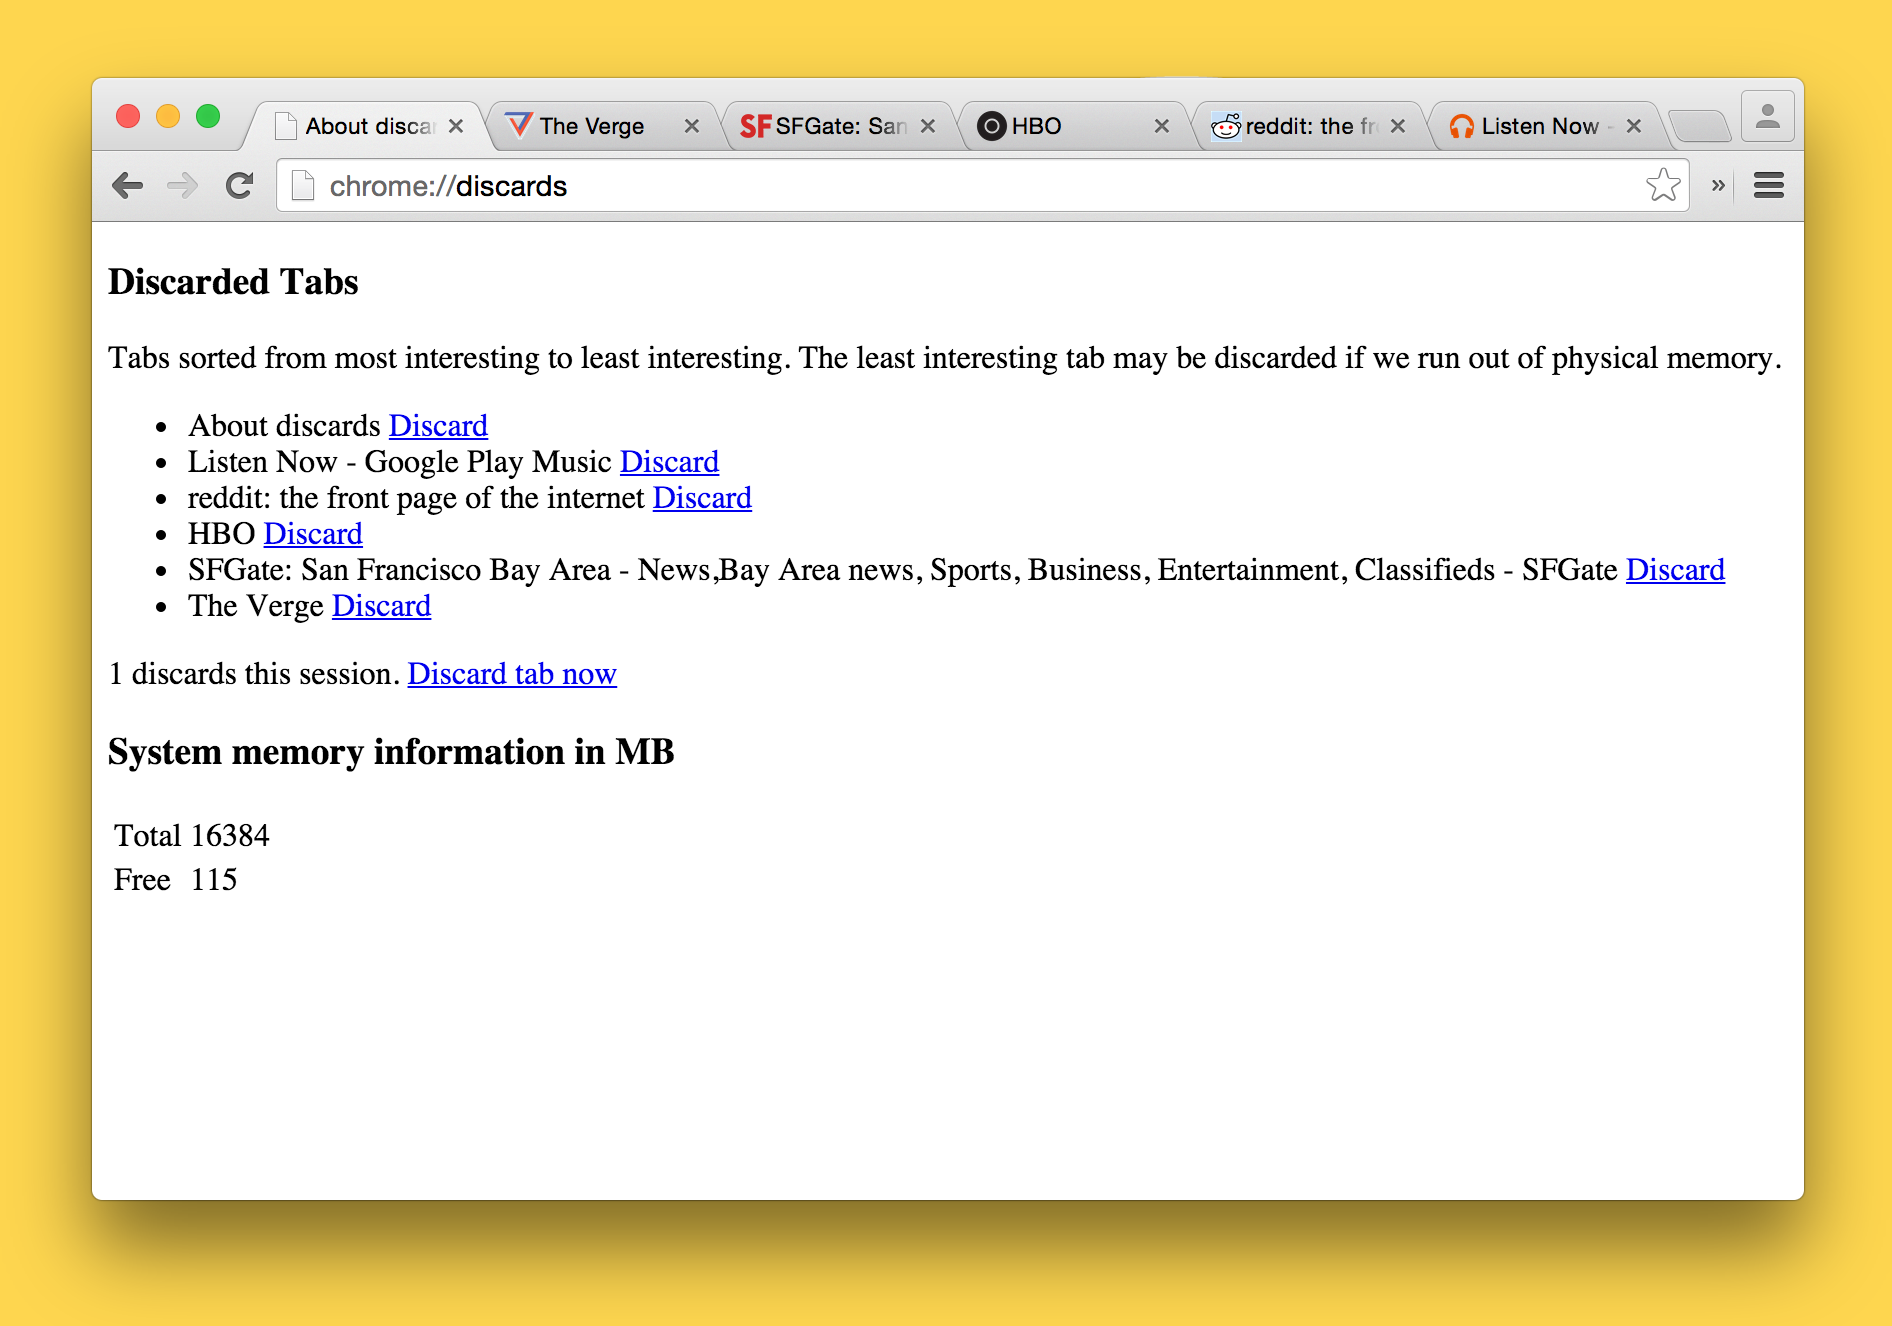 About discar
The Verge
SF SFGate: San
HBO
reddit: the fr
Listen Now -
chrome://discards
»
Discarded Tabs
Tabs sorted from most interesting to least interesting. The least interesting tab may be discarded if we run out of physical memory.
• About discards Discard
• Listen Now - Google Play Music Discard
• reddit: the front page of the internet Discard
• HBO Discard
• SFGate: San Francisco Bay Area - News,Bay Area news, Sports, Business, Entertainment, Classifieds - SFGate Discard
• The Verge Discard
1 discards this session. Discard tab now
System memory information in MB
Total 16384
Free 115